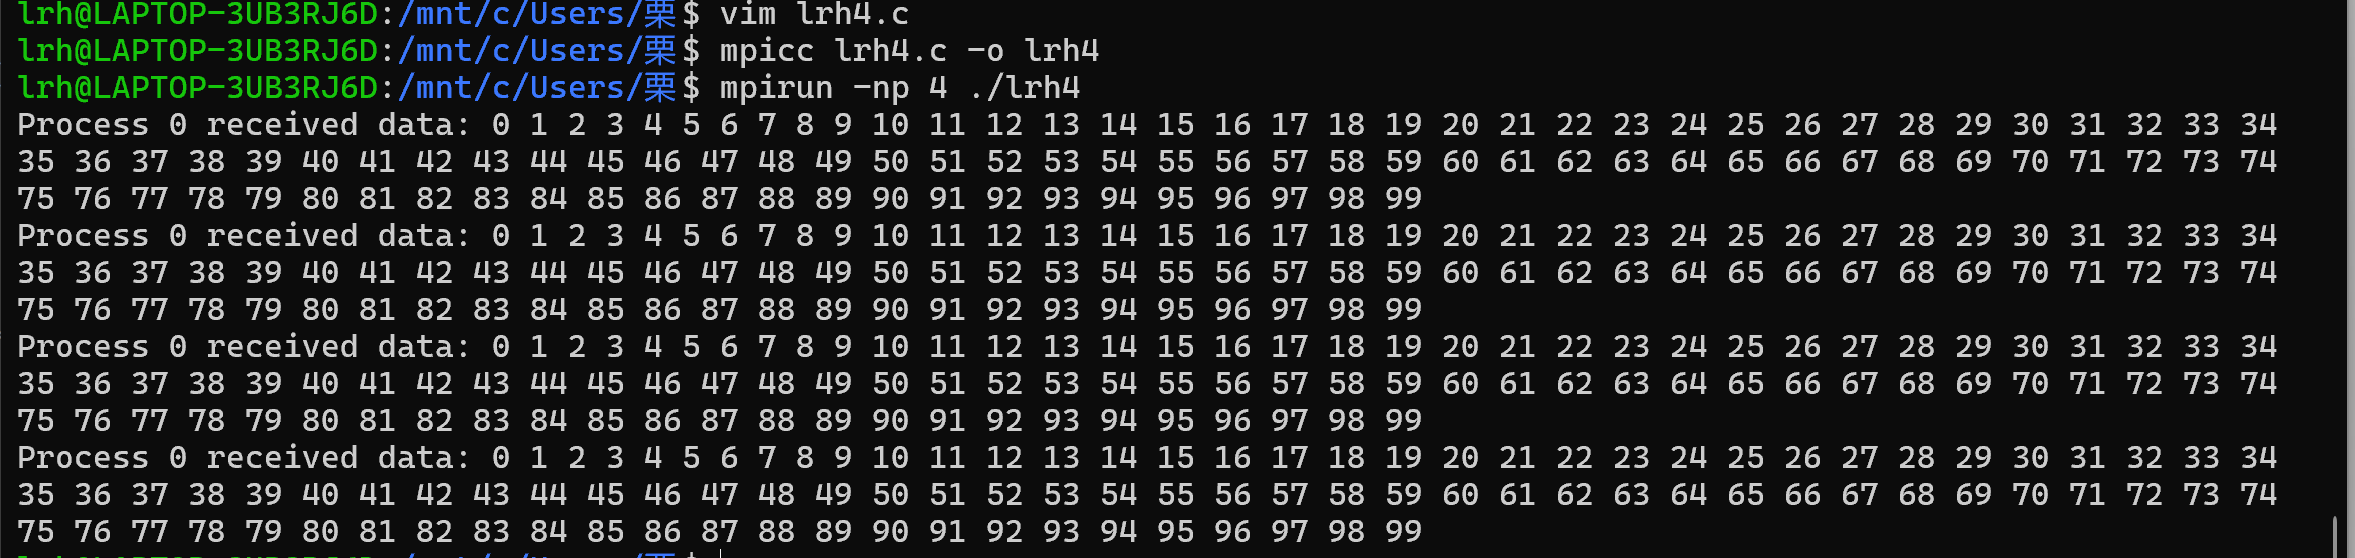 lrh@LAPTOP-3UB3RJ6D:/mnt/c/Users/栗$ vim lrh4.c
lrh@LAPTOP-3UB3RJ6D:/mnt/c/Users/栗$ mpicc lrh4.c -o lrh4
lrh@LAPTOP-3UB3RJ6D:/mnt/c/Users/栗$ mpirun -np 4 ./lrh4
Process 0 received data: 0 1 2 3 4 5 6 7 8 9 10 11 12 13 14 15 16 17 18 19 20 21 22 23 24 25 26 27 28 29 30 31 32 33 34
35 36 37 38 39 40 41 42 43 44 45 46 47 48 49 50 51 52 53 54 55 56 57 58 59 60 61 62 63 64 65 66 67 68 69 70 71 72 73 74
75 76 77 78 79 80 81 82 83 84 85 86 87 88 89 90 91 92 93 94 95 96 97 98 99
Process 0 received data: 0 1 2 3 4 5 6 7 8 9 10 11 12 13 14 15 16 17 18 19 20 21 22 23 24 25 26 27 28 29 30 31 32 33 34
35 36 37 38 39 40 41 42 43 44 45 46 47 48 49 50 51 52 53 54 55 56 57 58 59 60 61 62 63 64 65 66 67 68 69 70 71 72 73 74
75 76 77 78 79 80 81 82 83 84 85 86 87 88 89 90 91 92 93 94 95 96 97 98 99
Process 0 received data: 0 1 2 3 4 5 6 7 8 9 10 11 12 13 14 15 16 17 18 19 20 21 22 23 24 25 26 27 28 29 30 31 32 33 34
35 36 37 38 39 40 41 42 43 44 45 46 47 48 49 50 51 52 53 54 55 56 57 58 59 60 61 62 63 64 65 66 67 68 69 70 71 72 73 74
75 76 77 78 79 80 81 82 83 84 85 86 87 88 89 90 91 92 93 94 95 96 97 98 99
Process 0 received data: 0 1 2 3 4 5 6 7 8 9 10 11 12 13 14 15 16 17 18 19 20 21 22 23 24 25 26 27 28 29 30 31 32 33 34
35 36 37 38 39 40 41 42 43 44 45 46 47 48 49 50 51 52 53 54 55 56 57 58 59 60 61 62 63 64 65 66 67 68 69 70 71 72 73 74
75 76 77 78 79 80 81 82 83 84 85 86 87 88 89 90 91 92 93 94 95 96 97 98 99